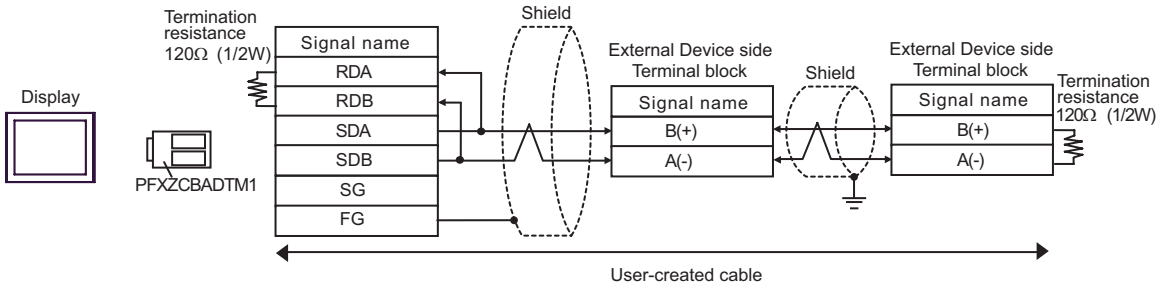 Display
PFXZCBADTM1
Termination
resistance
120Ω (1/2W)
Signal name
RDA
RDB
SDA
SDB
SG
FG
Shield
External Device side
Terminal block
Signal name
B(+)
A(-)
Shield
External Device side
Terminal block
Signal name
B(+)
A(-)
Termination
resistance
120Ω (1/2W)
User-created cable